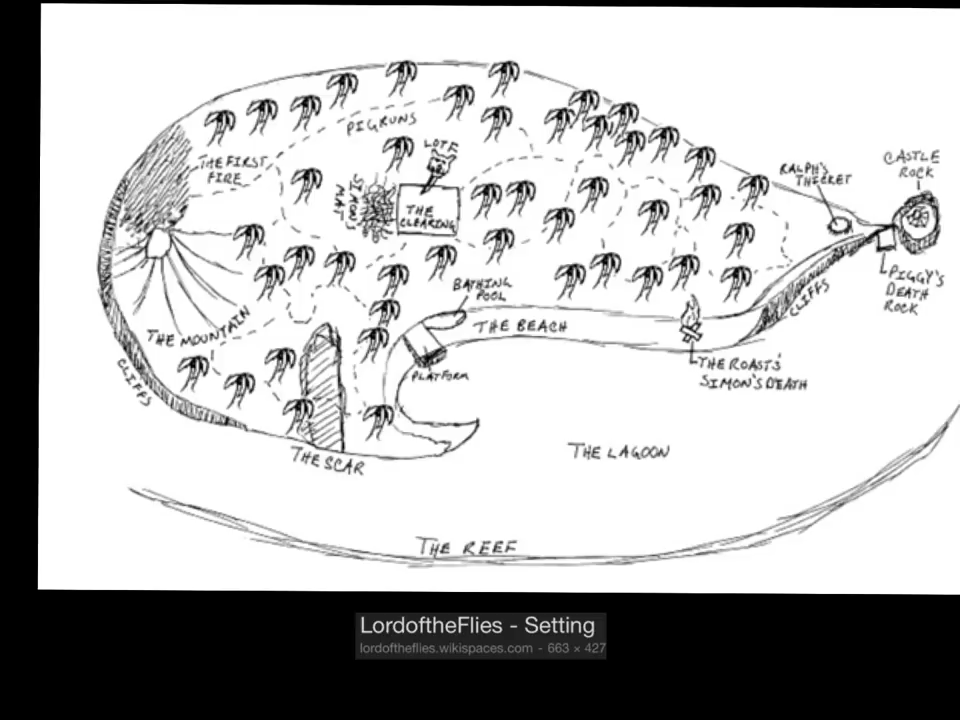 PIGRUNS
LOTF
THE FIRST
FIRE
SIMON'S
MAT
THE
CLEARING
RALPH'S
THICKET
CASTLE
ROCK
PIGGY'S
DEATH
ROCK
CLIFFS
BATHING
POOL
THE BEACH
THE MOUNTAIN
PLATFORM
CLIFFS
THE ROASTS
SIMON'S DEATH
THE SCAR
THE LAGOON
THE REEF
LordoftheFlies - Setting
lordoftheflies.wikispaces.com - 663 × 427